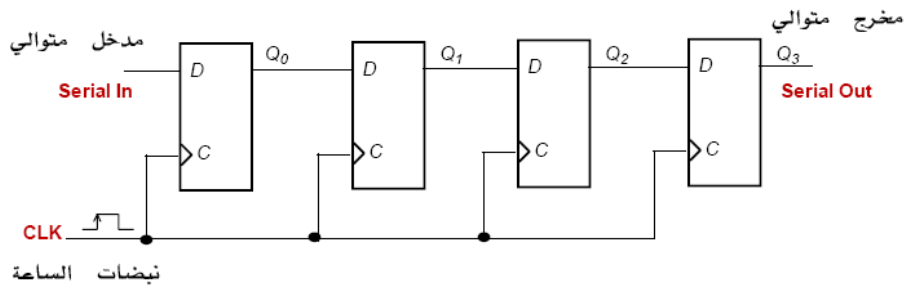 مدخل متوالي
مخرج متوالي
Serial In
D
Q0
D
Q1
D
Q2
D
Q3
Serial Out
C
C
C
C
CLK
نبضات الساعة